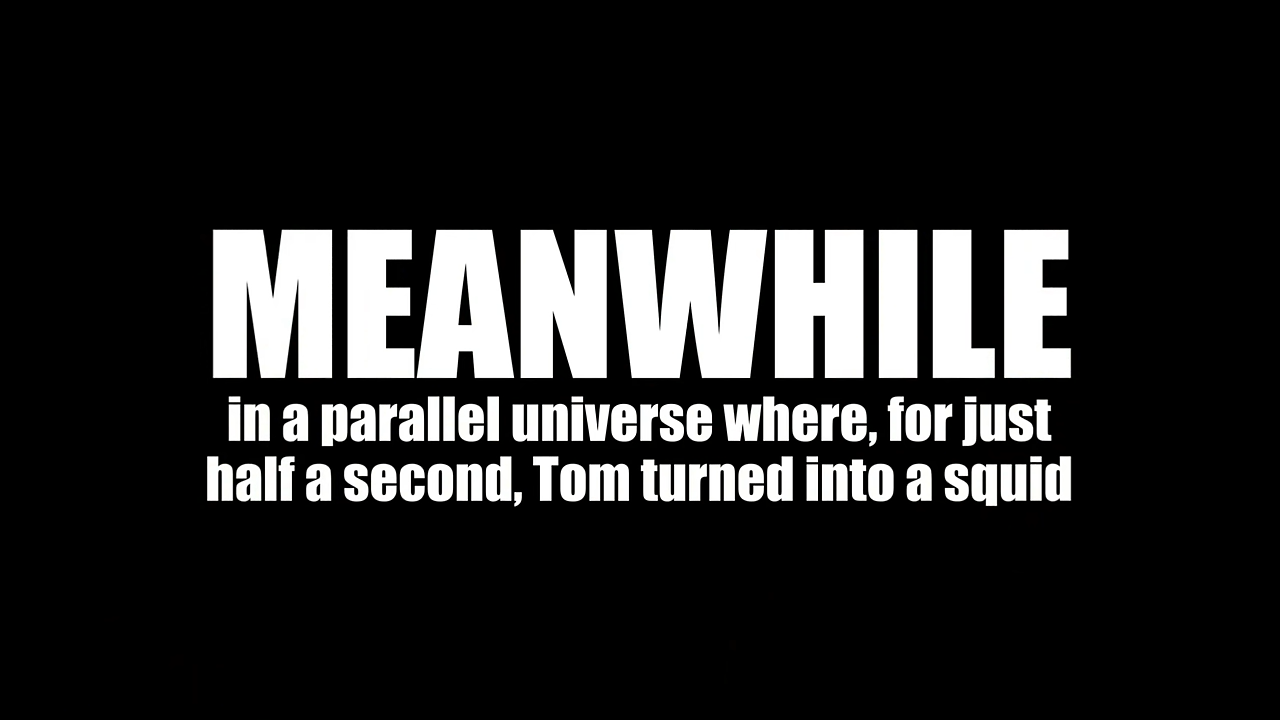 MEANWHILE
in a parallel universe where, for just
half a second, Tom turned into a squid